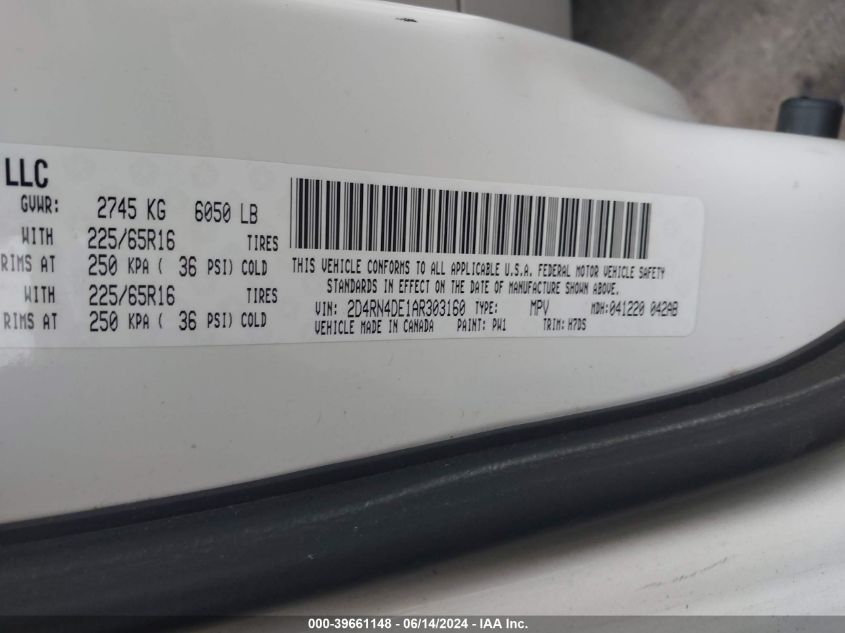 LLC
GVWR: 2745 KG 6050 LB
WITH 225/65R16 TIRES
RIMS AT 250 KPA ( 36 PSI) COLD
WITH 225/65R16 TIRES
RIMS AT 250 KPA ( 36 PSI) COLD
THIS VEHICLE CONFORMS TO ALL APPLICABLE U.S.A. FEDERAL MOTOR VEHICLE SAFETY
STANDARDS IN EFFECT ON THE DATE OF MANUFACTURE SHOWN ABOVE.
VIN: 2D4RN4DE1AR303160 TYPE: MPV MDH:041220 042AB
VEHICLE MADE IN CANADA PAINT: PW1 TRIM: H7DS
000-39661148 - 06/14/2024 - IAA Inc.